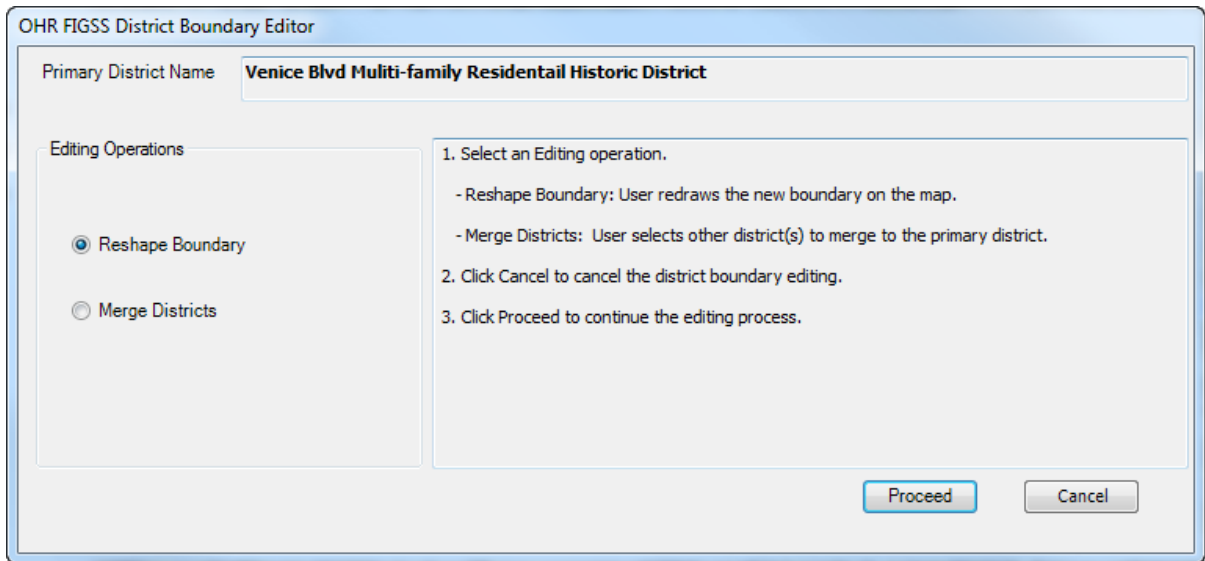 OHR FIGSS District Boundary Editor
Primary District Name
Venice Blvd Muliti-family Residentail Historic District
Editing Operations
Reshape Boundary
Merge Districts
1. Select an Editing operation.
- Reshape Boundary: User redraws the new boundary on the map.
- Merge Districts: User selects other district(s) to merge to the primary district.
2. Click Cancel to cancel the district boundary editing.
3. Click Proceed to continue the editing process.
Proceed
Cancel